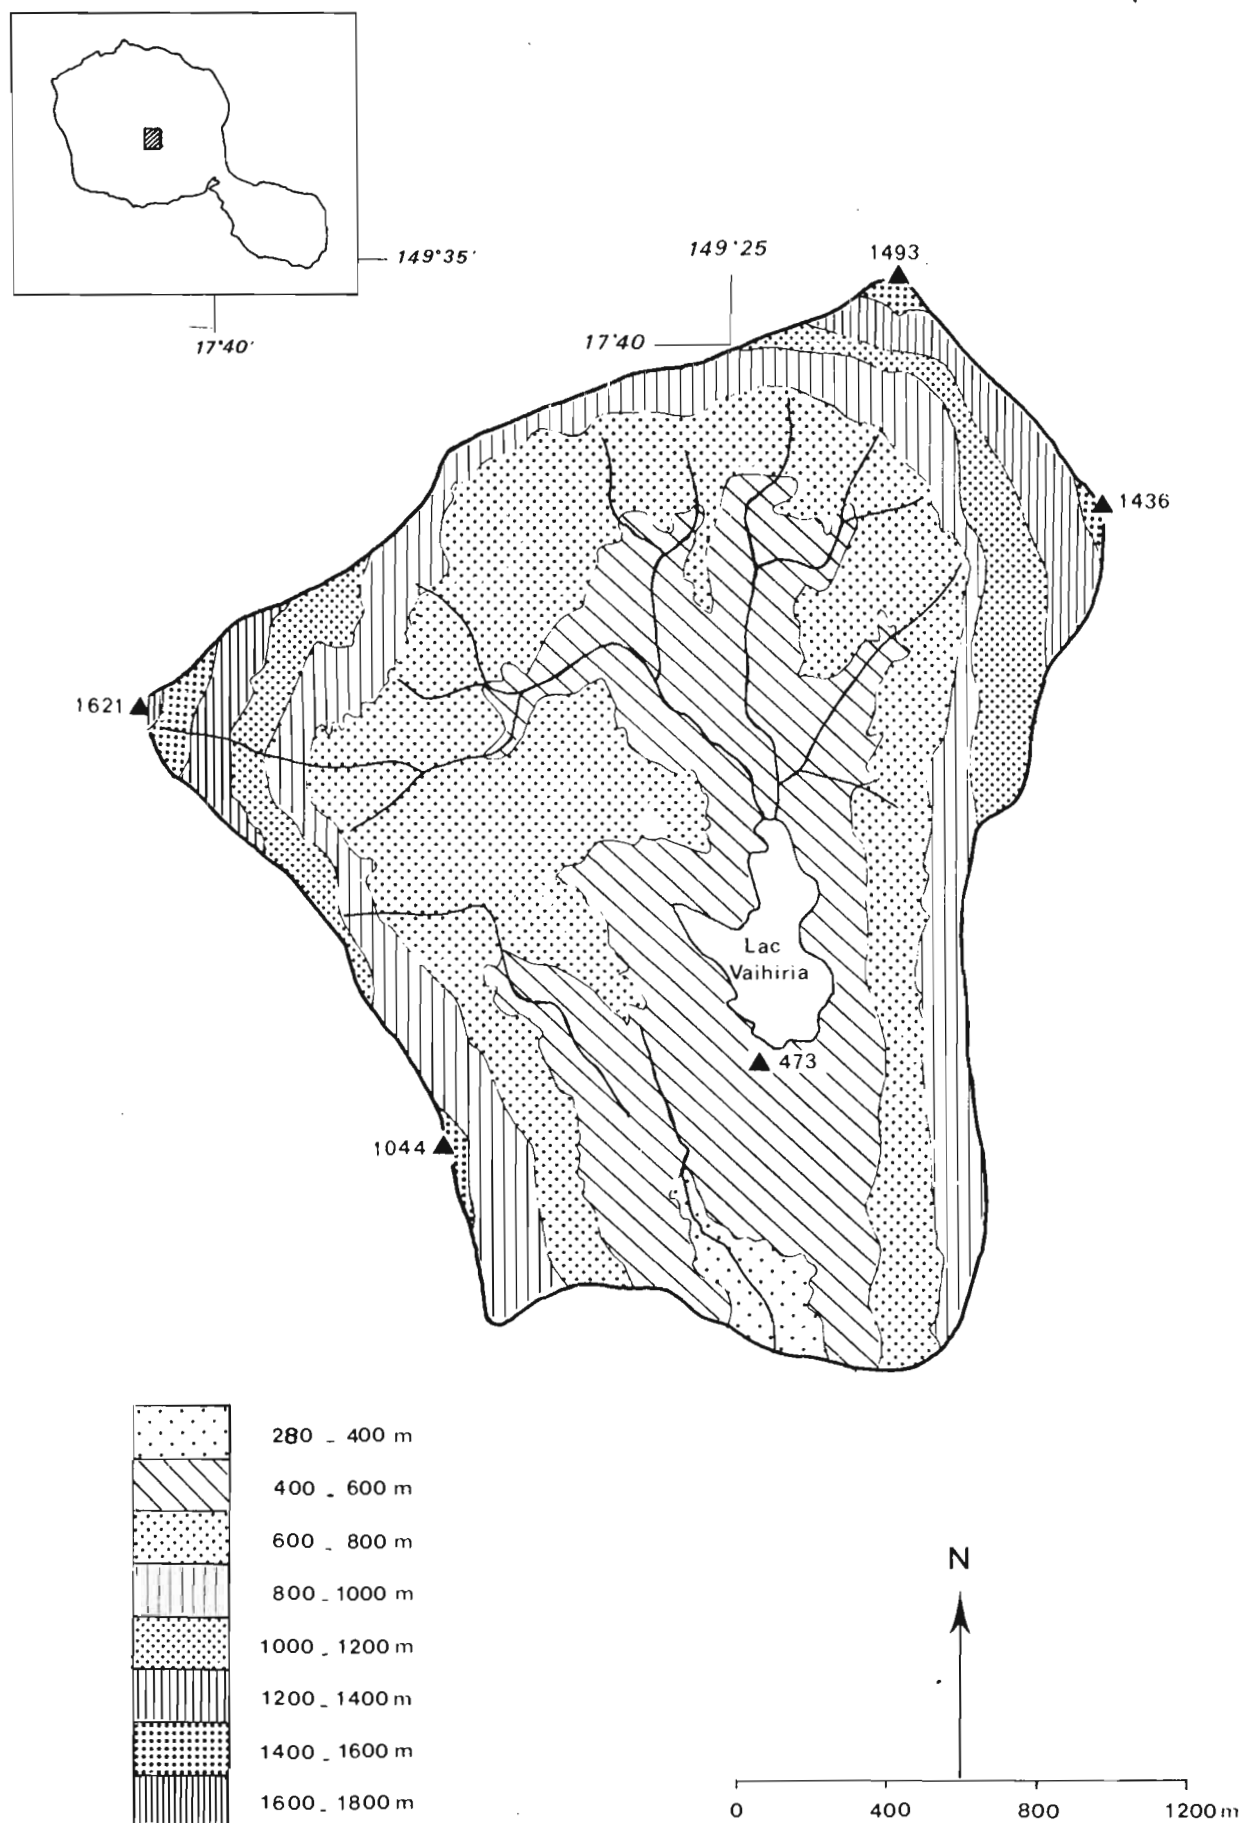 149°35'
17°40'
149°25
17°40
1493
1436
1621
Lac
Vaihiria
473
1044
280 - 400 m
400 - 600 m
600 - 800 m
800 - 1000 m
1000 - 1200 m
1200 - 1400 m
1400 - 1600 m
1600 - 1800 m
N
0 400 800 1200 m